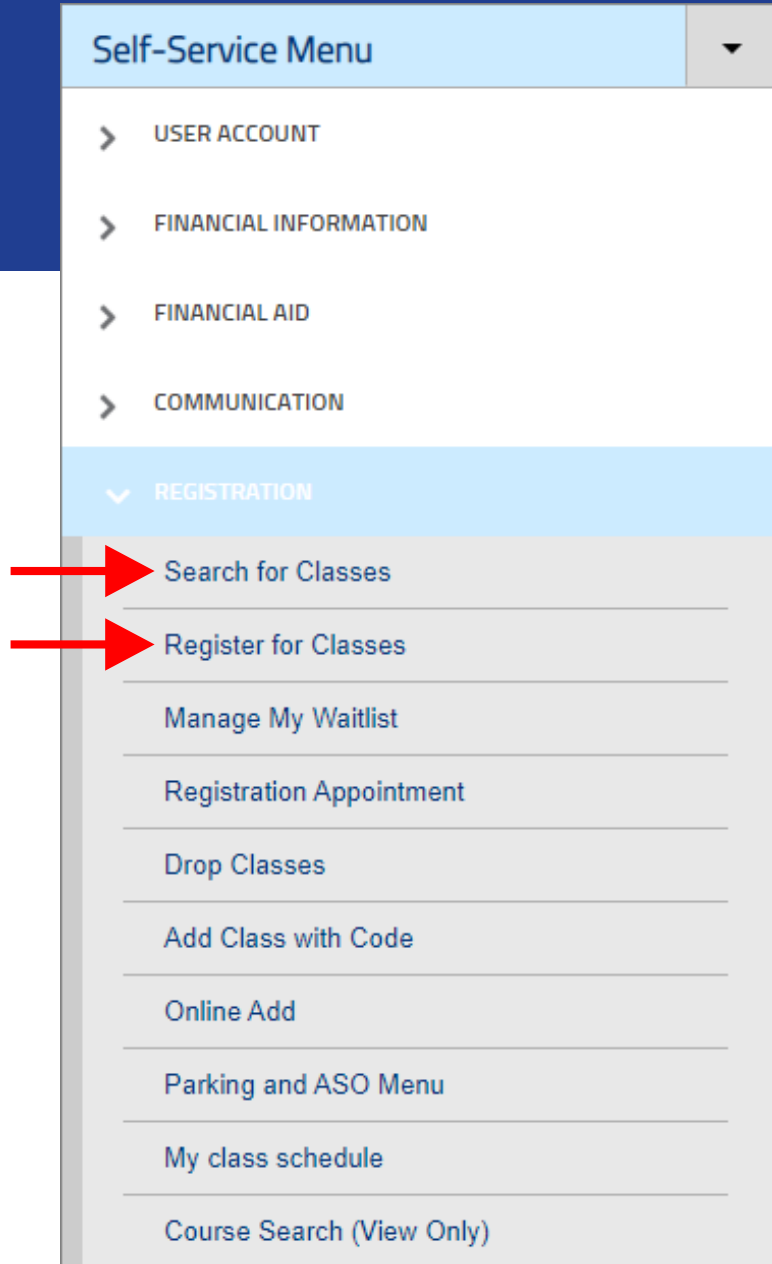 Self-Service Menu
USER ACCOUNT
FINANCIAL INFORMATION
FINANCIAL AID
COMMUNICATION
REGISTRATION
Search for Classes
Register for Classes
Manage My Waitlist
Registration Appointment
Drop Classes
Add Class with Code
Online Add
Parking and ASO Menu
My class schedule
Course Search (View Only)